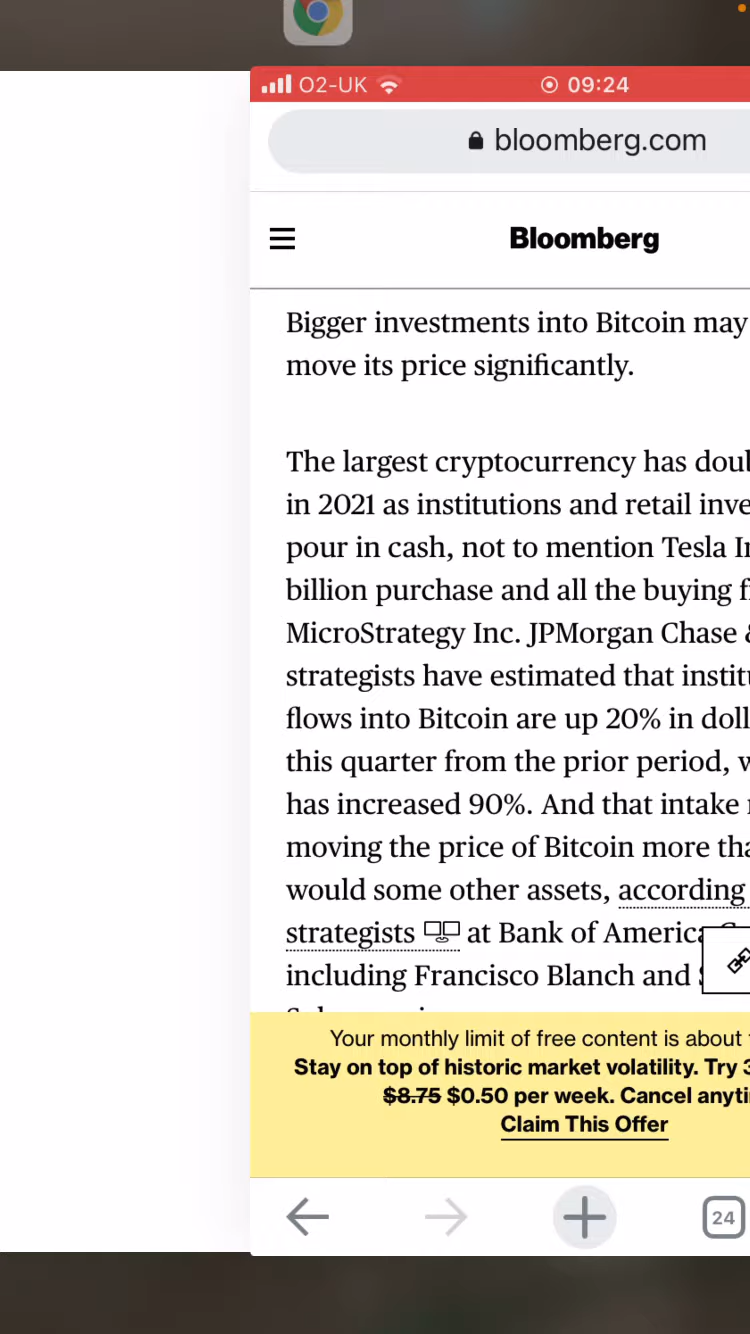 O2-UK 09:24
bloomberg.com
Bloomberg
Bigger investments into Bitcoin may
move its price significantly.
The largest cryptocurrency has
in 2021 as institutions and retail
pour in cash, not to mention Tesla
billion purchase and all the buying
MicroStrategy Inc. JPMorgan Chase
strategists have estimated that
flows into Bitcoin are up 20% in
this quarter from the prior period,
has increased 90%. And that intake
moving the price of Bitcoin more
would some other assets, according
strategists at Bank of America
including Francisco Blanch and
Your monthly limit of free content is about
Stay on top of historic market volatility. Try
$8.75 $0.50 per week. Cancel
Claim This Offer
24